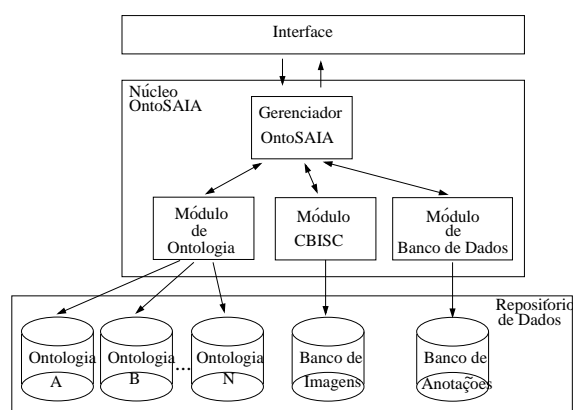 Interface
Núcleo
OntoSAIA
Gerenciador
OntoSAIA
Módulo
de
Ontologia
Módulo
CBISC
Módulo
de
Banco de Dados
Repositório
de Dados
Ontologia
A
Ontologia
B
...
Ontologia
N
Banco de
Imagens
Banco de
Anotações